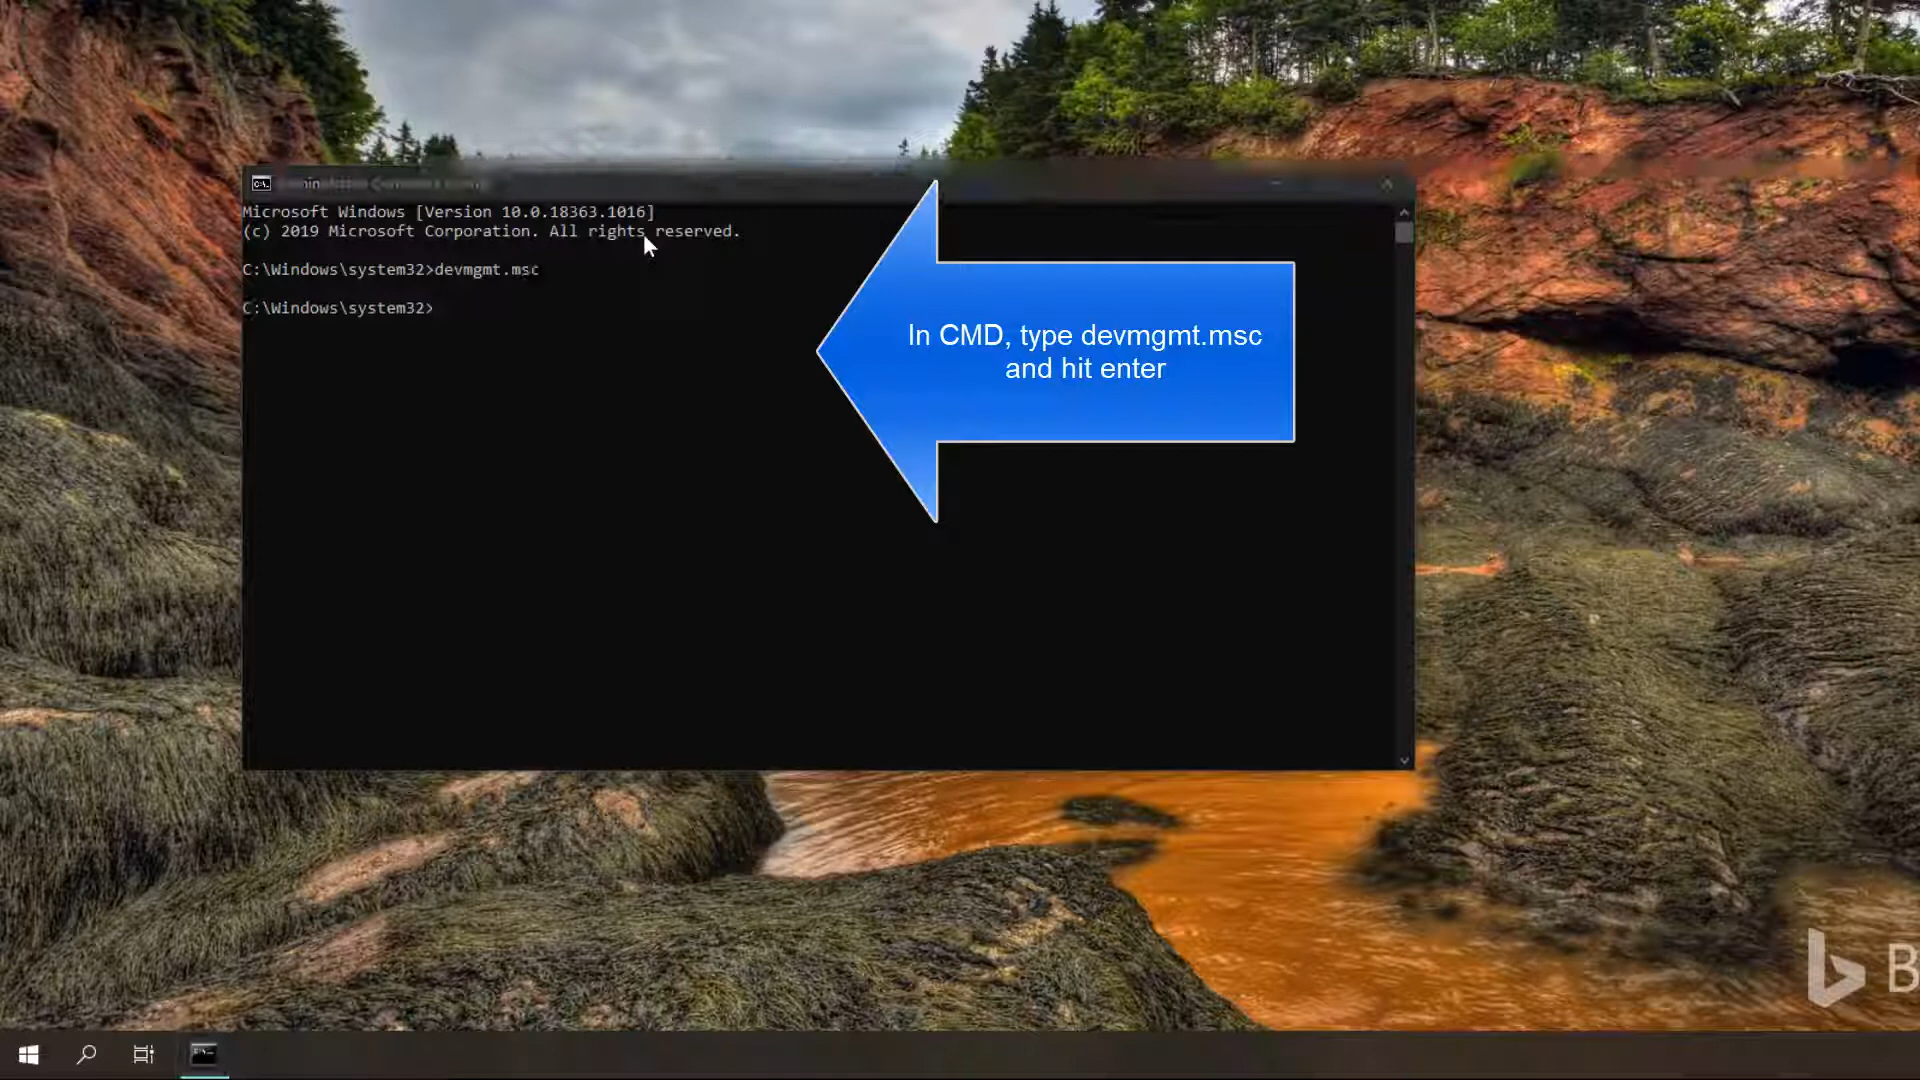 Microsoft Windows [Version 10.0.18363.1016]
(c) 2019 Microsoft Corporation. All rights reserved.
C:\Windows\system32>devmgmt.msc
C:\Windows\system32>
In CMD, type devmgmt.msc
and hit enter
B